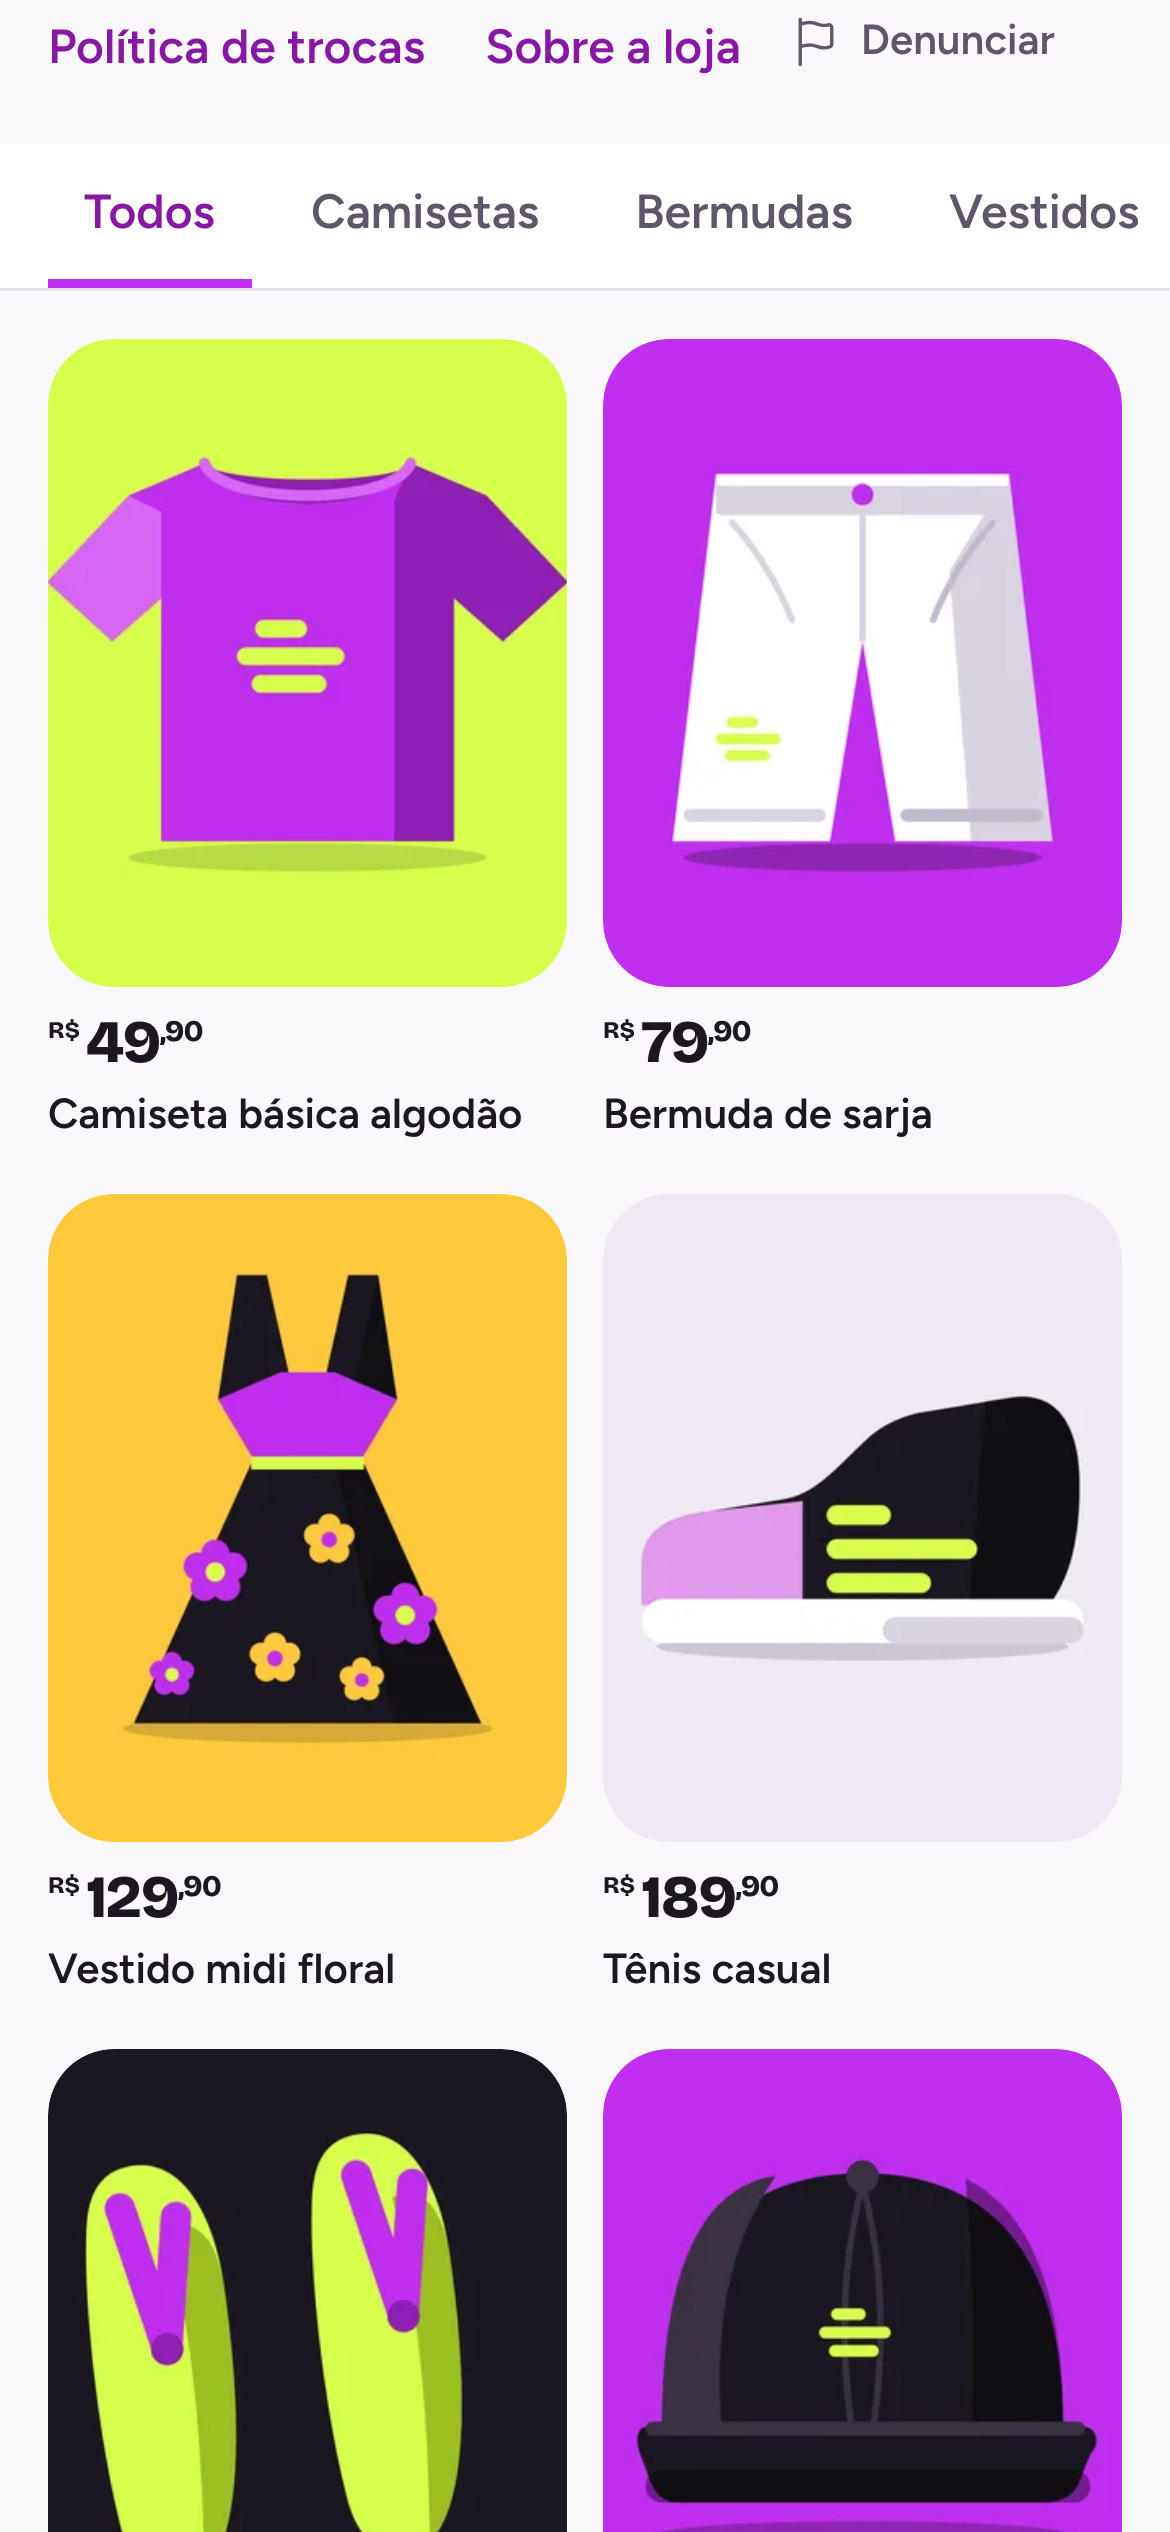 Política de trocas Sobre a loja Denunciar
Todos Camisetas Bermudas Vestidos
R$ 49,90 R$ 79,90
Camiseta básica algodão Bermuda de sarja
R$ 129,90 R$ 189,90
Vestido midi floral Tênis casual